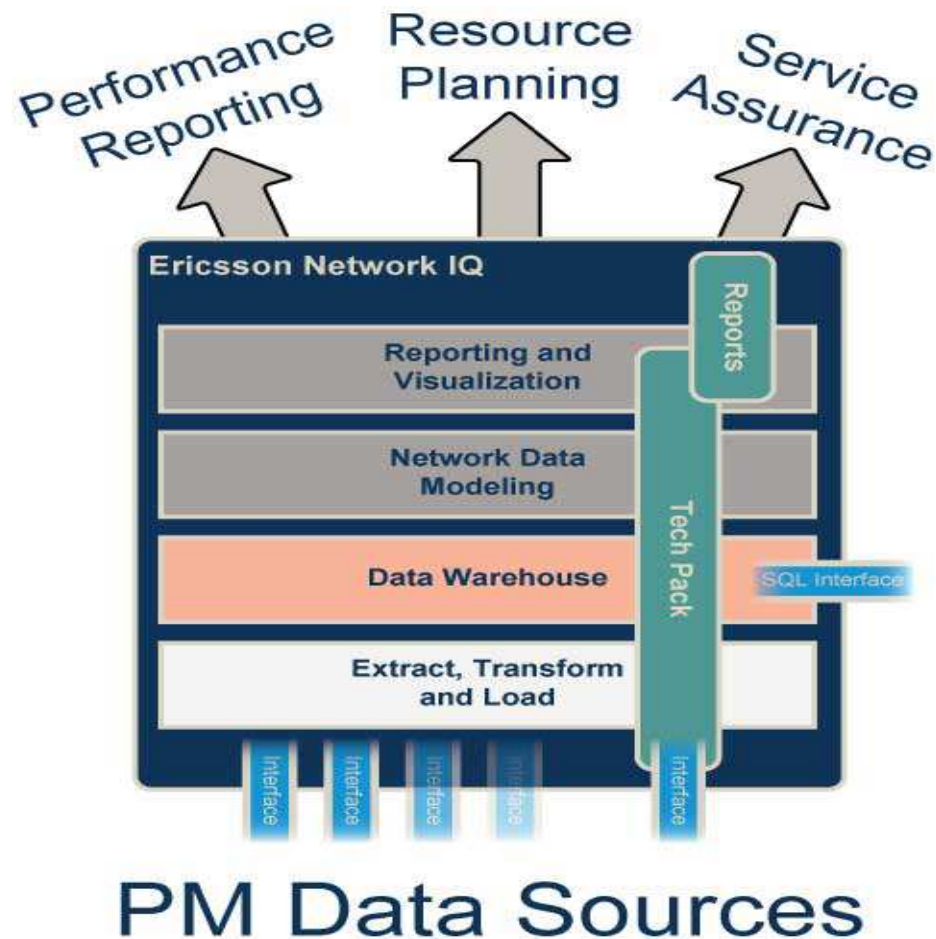 Performance
Reporting
Resource
Planning
Service
Assurance
Ericsson Network IQ
Reports
Reporting and
Visualization
Network Data
Modeling
Tech Pack
Data Warehouse
SQL Interface
Extract, Transform
and Load
Interface
Interface
Interface
Interface
Interface
PM Data Sources